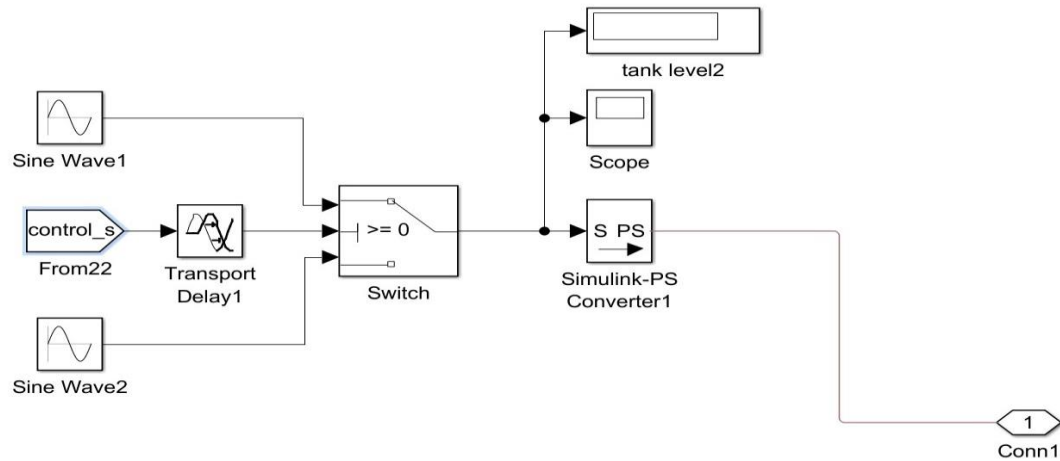 tank level2
Sine Wave1
Scope
control_s
>= 0
S PS
From22
Transport
Delay1
Switch
Simulink-PS
Converter1
Sine Wave2
1
Conn1